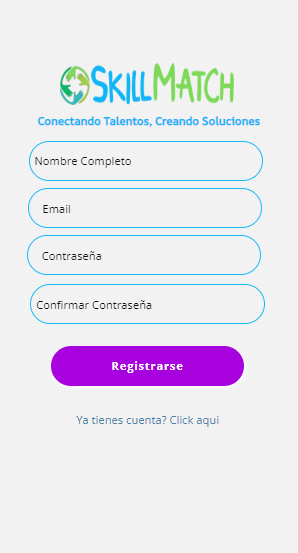 SKILLMATCH
Conectando Talentos, Creando Soluciones
Nombre Completo
Email
Contraseña
Confirmar Contraseña
Registrarse
Ya tienes cuenta? Click aqui